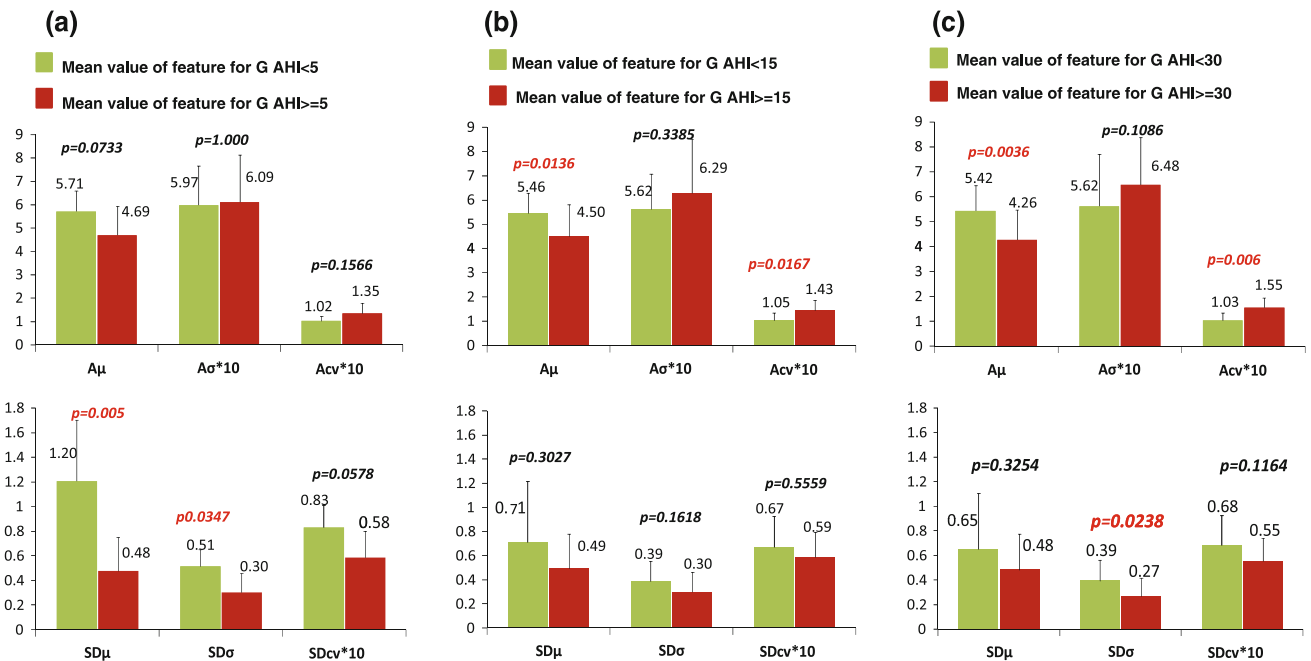 (a)
Mean value of feature for G AHI<5
Mean value of feature for G AHI>=5
9
8
7
6
5
4
3
2
1
0
p=0.0733
p=1.000
p=0.1566
5.71
4.69
5.97
6.09
1.02
1.35
Aμ
Aσ*10
Acv*10
1.8
1.6
1.4
1.2
1
0.8
0.6
0.4
0.2
0
p=0.005
p0.0347
p=0.0578
1.20
0.48
0.51
0.30
0.83
0.58
SDμ
SDσ
SDcv*10
(b)
Mean value of feature for G AHI<15
Mean value of feature for G AHI>=15
9
8
7
6
5
4
3
2
1
0
p=0.0136
p=0.3385
p=0.0167
5.46
4.50
5.62
6.29
1.05
1.43
Aμ
Aσ*10
Acv*10
1.8
1.6
1.4
1.2
1
0.8
0.6
0.4
0.2
0
p=0.3027
p=0.1618
p=0.5559
0.71
0.49
0.39
0.30
0.67
0.59
SDμ
SDσ
SDcv*10
(c)
Mean value of feature for G AHI<30
Mean value of feature for G AHI>=30
9
8
7
6
5
4
3
2
1
0
p=0.0036
p=0.1086
p=0.006
5.42
4.26
5.62
6.48
1.03
1.55
Aμ
Aσ*10
Acv*10
1.8
1.6
1.4
1.2
1
0.8
0.6
0.4
0.2
0
p=0.3254
p=0.0238
p=0.1164
0.65
0.48
0.39
0.27
0.68
0.55
SDμ
SDσ
SDcv*10